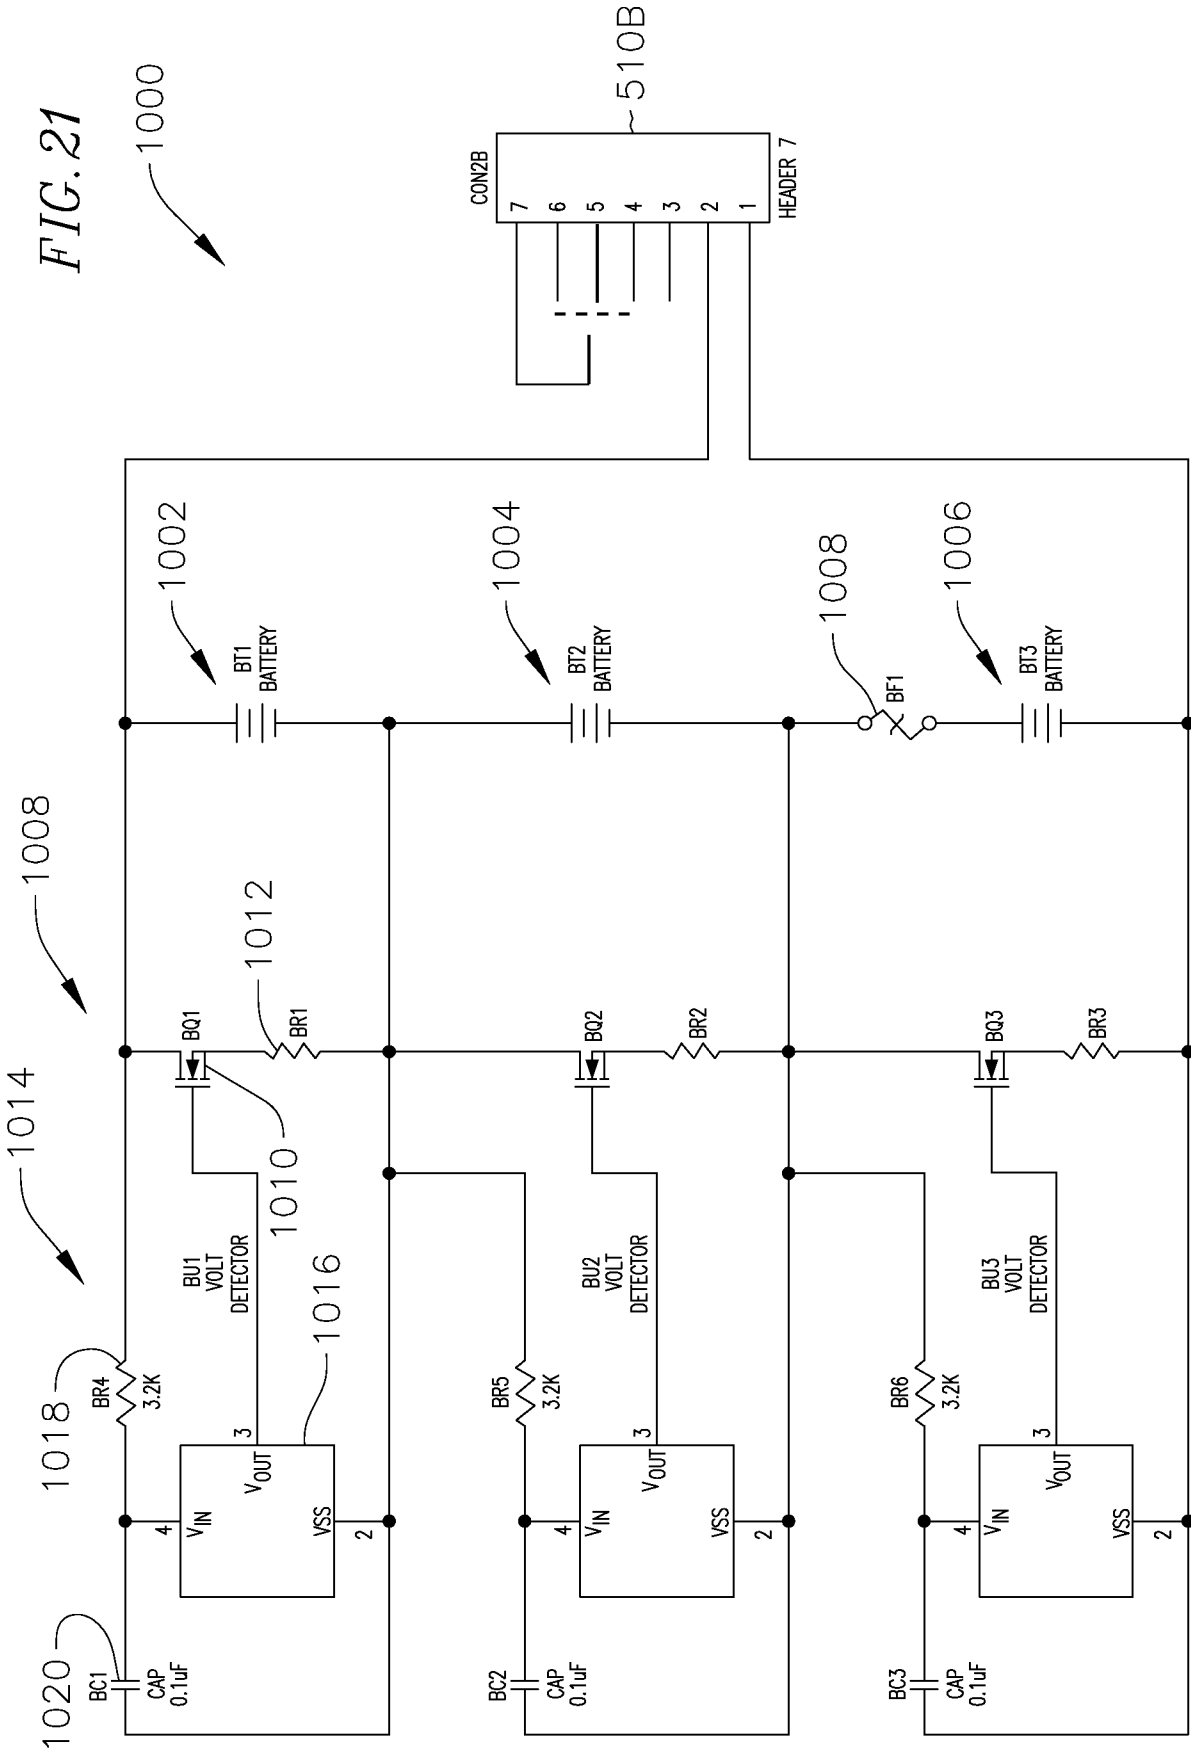 FIG. 21
1000
510B
CON2B
7
6
5
4
3
2
1
HEADER 7
1002
BT1
BATTERY
1004
BT2
BATTERY
1008
BF1
1006
BT3
BATTERY
1008
1014
BQ1
1012
BR1
1010
BQ2
BR2
BQ3
BR3
1018
BR4
3.2K
BU1
VOLT
DETECTOR
1016
BR5
3.2K
BU2
VOLT
DETECTOR
BR6
3.2K
BU3
VOLT
DETECTOR
4
VIN
VOUT
3
VSS
2
4
VIN
VOUT
3
VSS
2
4
VIN
VOUT
3
VSS
2
1020
BC1
CAP
0.1uF
BC2
CAP
0.1uF
BC3
CAP
0.1uF